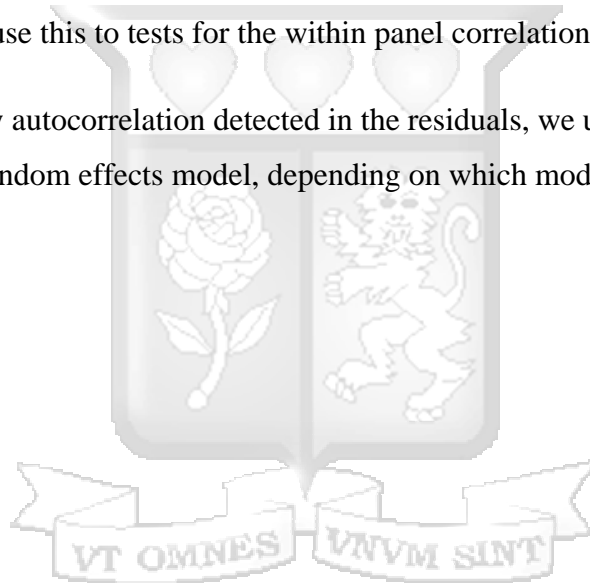 use this to tests for the within panel correlation
autocorrelation detected in the residuals, we u
ndom effects model, depending on which mod
VT OMNES VNVM SINT